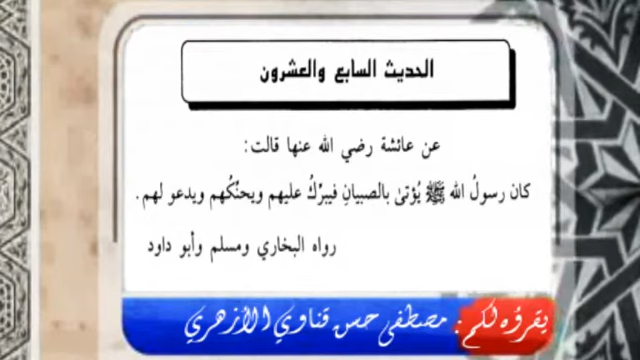 الحديث السابع والعشرون
عن عائشة رضي الله عنها قالت:
كان رسولُ الله ﷺ يُؤتىٰ بالصبيانِ فيبرِّكُ عليهم ويحنِّكُهم ويدعو لهم.
رواه البخاري ومسلم وأبو داود
يقرؤه لكم: مصطفى حسن قناوي الأزهري